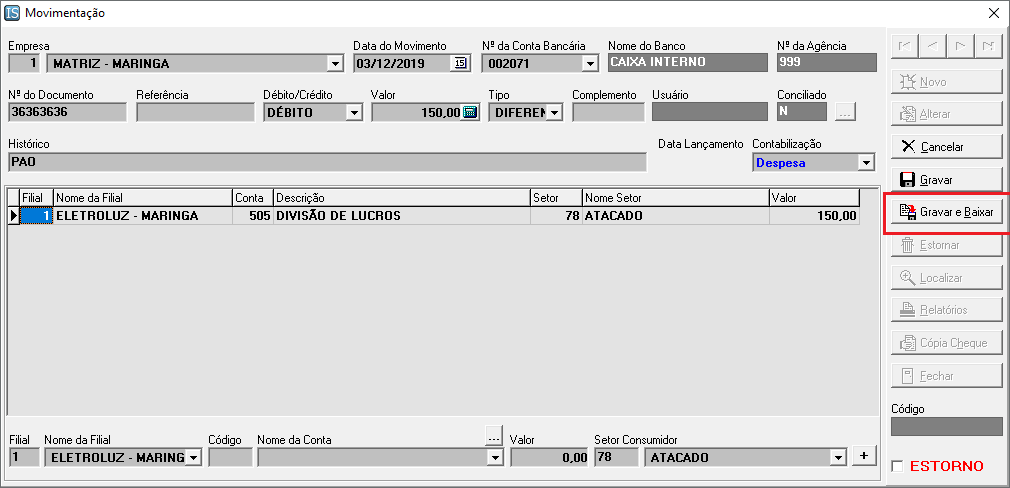 IS Movimentação
Empresa Data do Movimento Nº da Conta Bancária Nome do Banco Nº da Agência
1 MATRIZ - MARINGA 03/12/2019 15 002071 CAIXA INTERNO 999
Nº do Documento Referência Débito/Crédito Valor Tipo Complemento Usuário Conciliado
36363636 DÉBITO 150,00 DIFEREN N ...
Histórico Data Lançamento Contabilização
PAO Despesa
Filial Nome da Filial Conta Descrição Setor Nome Setor Valor
1 ELETROLUZ - MARINGA 505 DIVISÃO DE LUCROS 78 ATACADO 150,00
Filial Nome da Filial Código Nome da Conta ... Valor Setor Consumidor
1 ELETROLUZ - MARING 0,00 78 ATACADO +
Novo
Alterar
Cancelar
Gravar
Gravar e Baixar
Estornar
Localizar
Relatórios
Cópia Cheque
Fechar
Código
ESTORNO